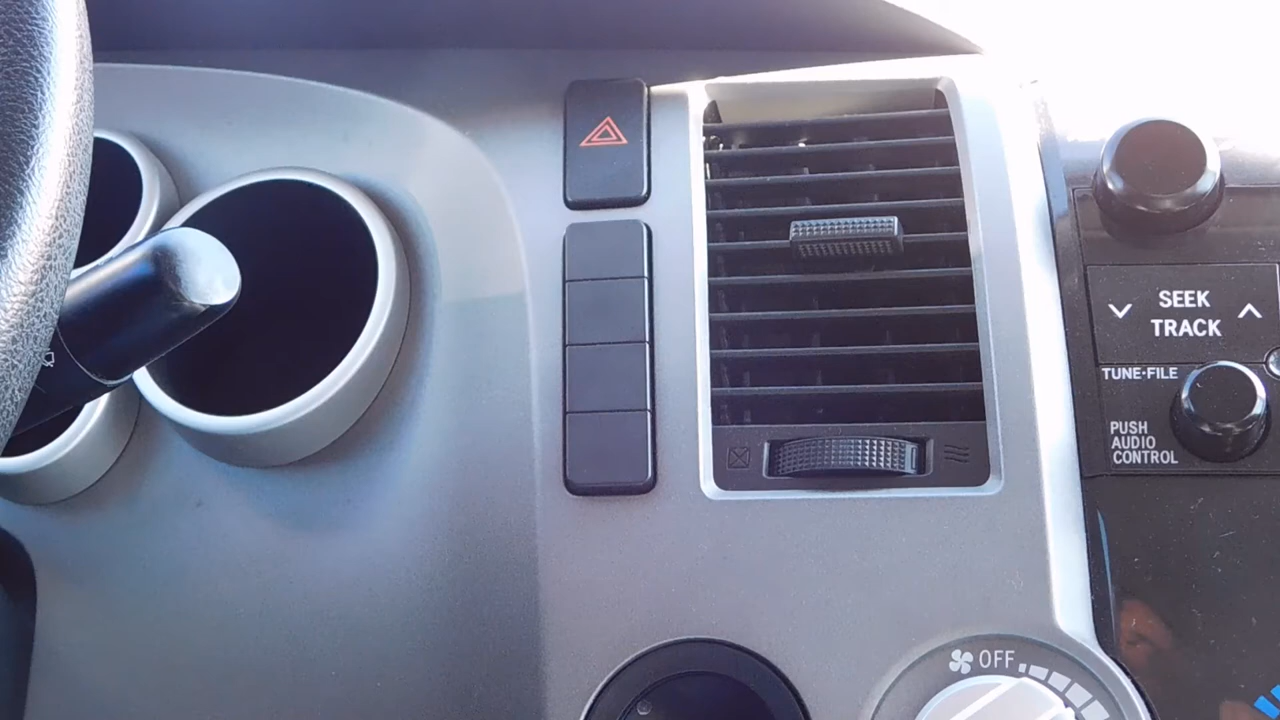 SEEK
TRACK
TUNE·FILE
PUSH
AUDIO
CONTROL
OFF